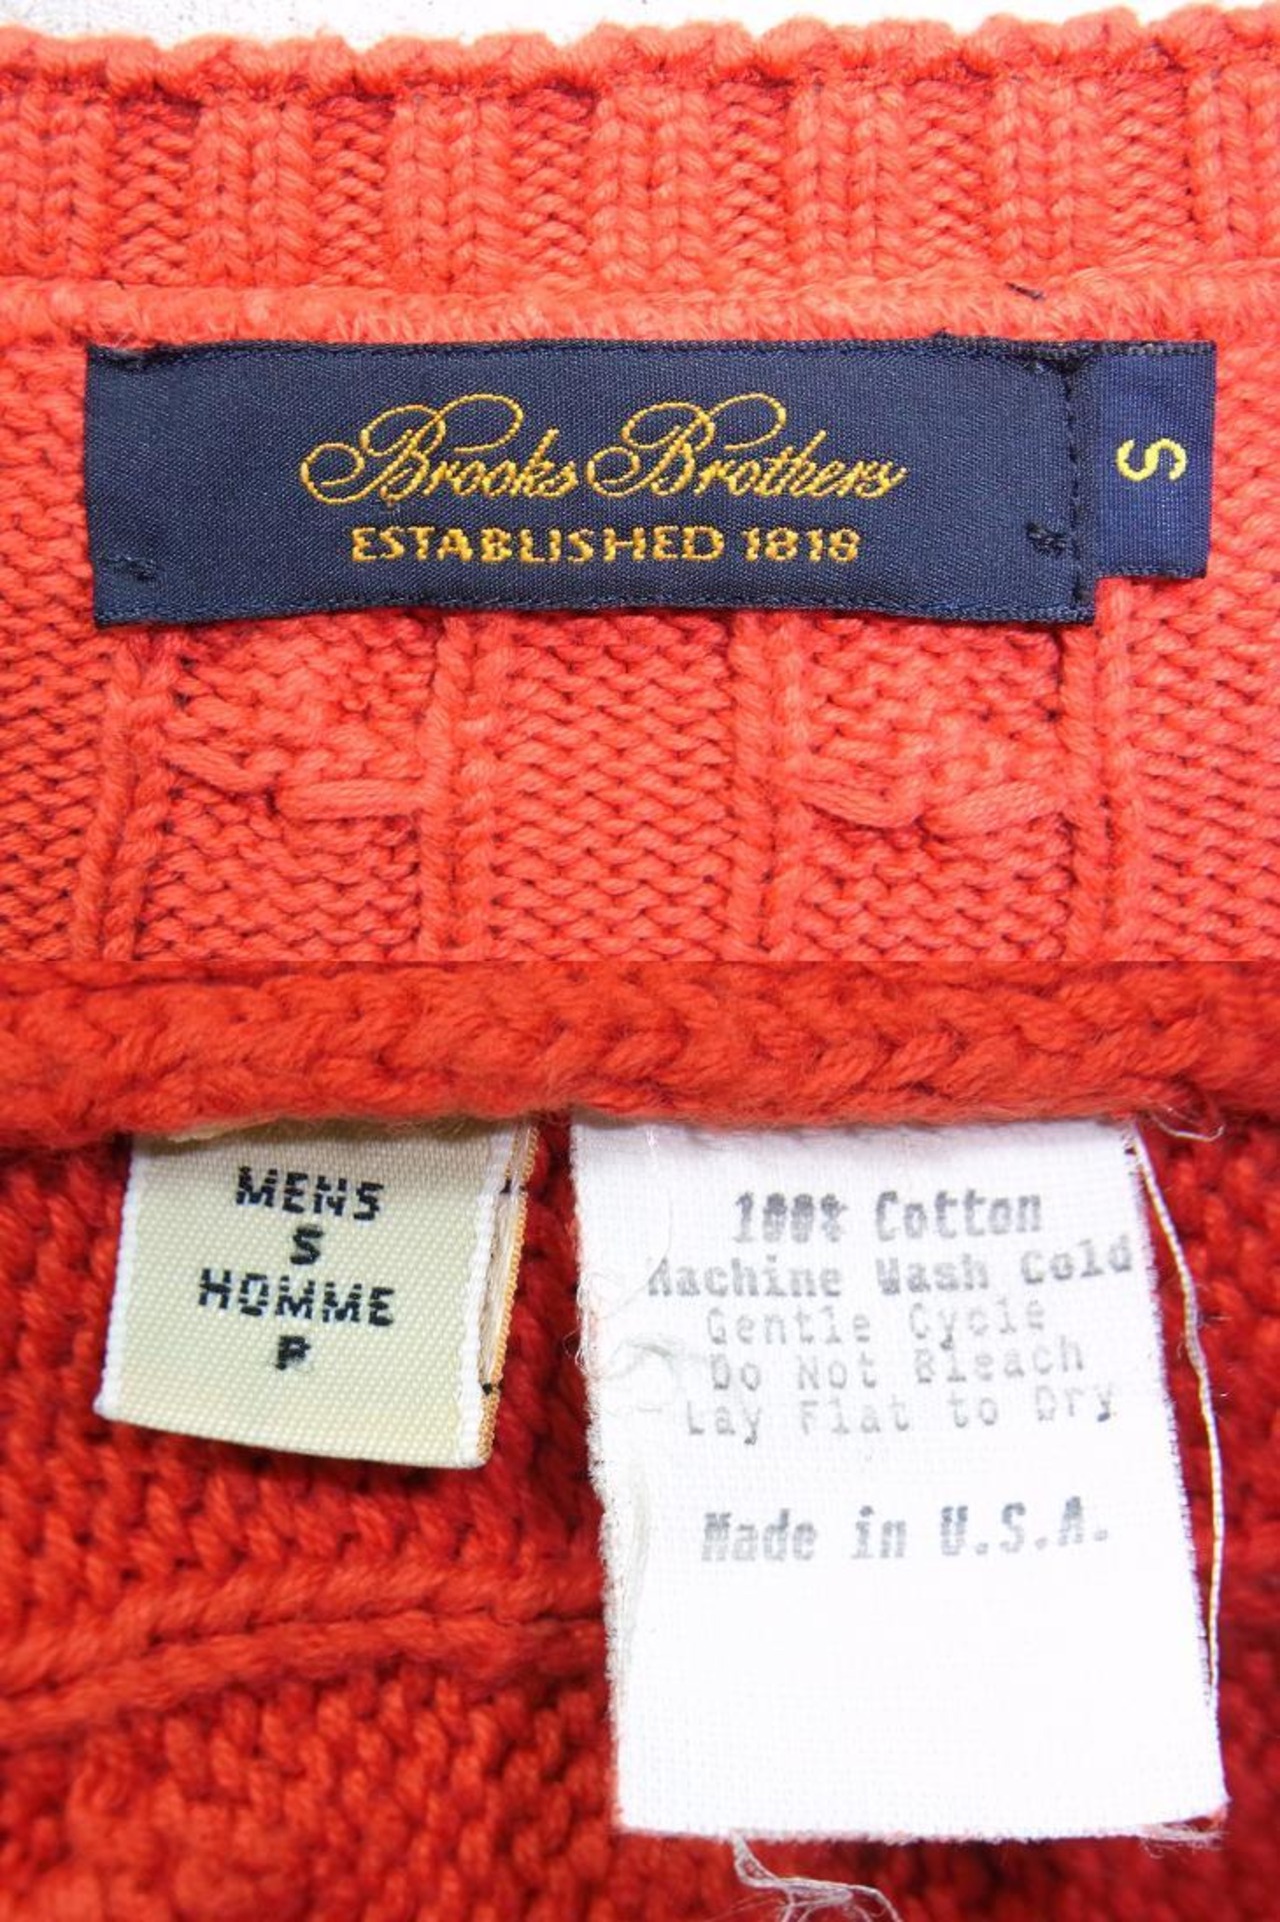 Brooks Brothers
ESTABLISHED 1818
S
MENS
S
HOMME
P
100% Cotton
Machine Wash Cold
Gentle Cycle
Do Not Bleach
Lay Flat to Dry
Made in U.S.A.